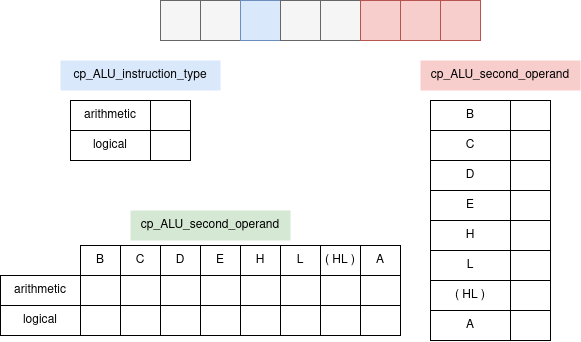 cp_ALU_instruction_type
cp_ALU_second_operand
arithmetic
logical
B
C
D
E
H
L
( HL )
A
cp_ALU_second_operand
B C D E H L ( HL ) A
arithmetic
logical